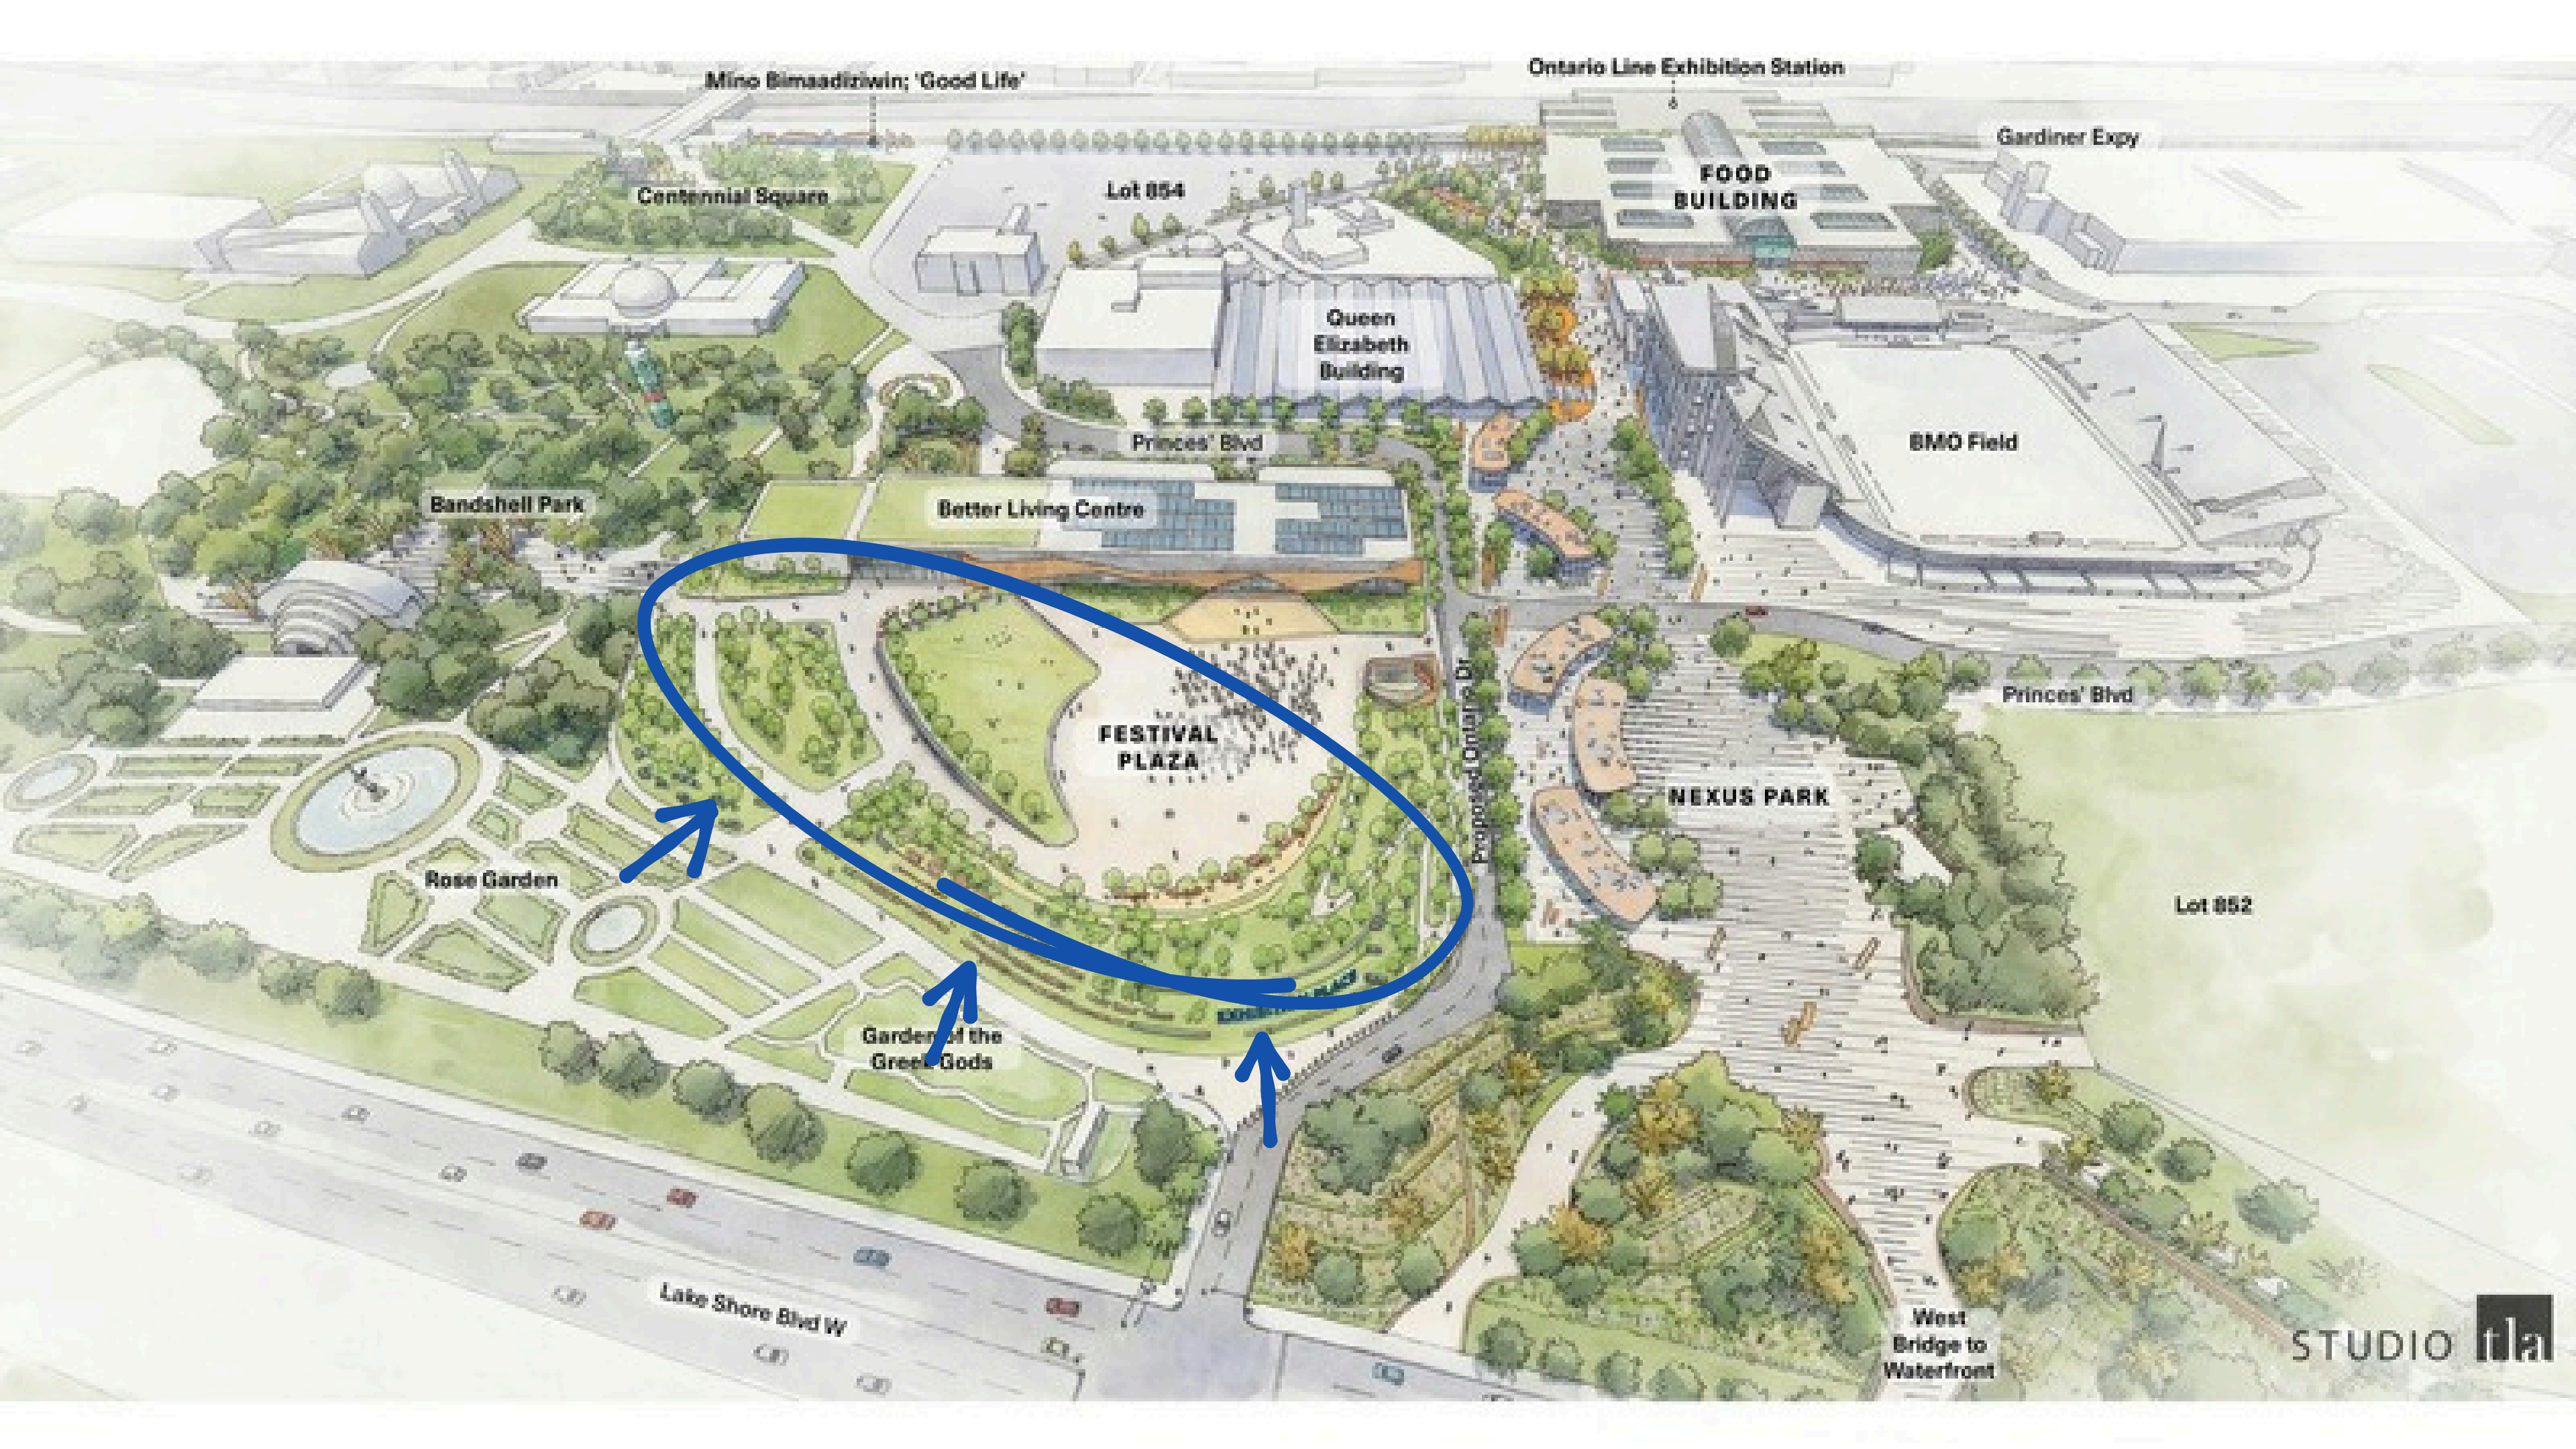 Ontario Line Exhibition Station
Mino Bimaadiziwin; 'Good Life'
Gardiner Expy
FOOD
BUILDING
Centennial Square
Lot 854
Queen
Elizabeth
Building
Princes' Blvd
BMO Field
Bandshell Park
Better Living Centre
Proposed Ontario Dr
Princes' Blvd
FESTIVAL
PLAZA
NEXUS PARK
Rose Garden
Lot 852
PLACE
Garden of the
Greek Gods
Lake Shore Blvd W
West
Bridge to
Waterfront
STUDIO tla